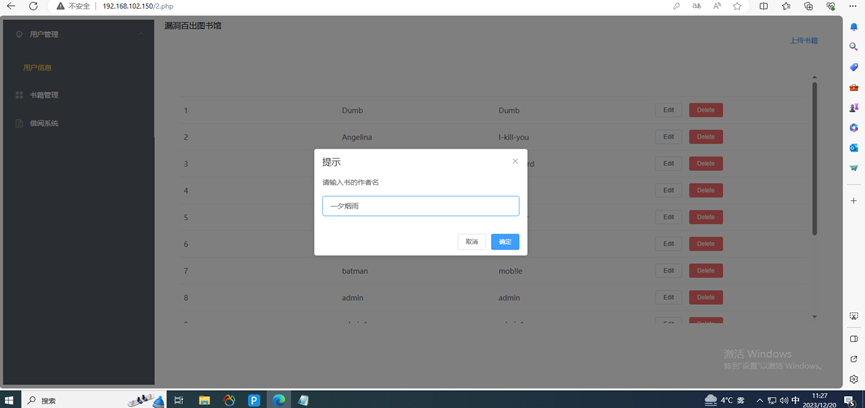 不安全 192.168.102.150/2.php
用户管理
漏洞百出图书馆
上传书籍
用户信息
书籍管理
借阅系统
1 Dumb Dumb Edit Delete
2 Angelina I-kill-you Edit Delete
3 rd Edit Delete
4 Edit Delete
5 Edit Delete
6 Edit Delete
7 batman mob!le Edit Delete
8 admin admin Edit Delete
提示
请输入书的作者名
一夕烟雨
取消 确定
激活 Windows
转到"设置"以激活 Windows。
搜索
4°C 雾
中
11:27
2023/12/20